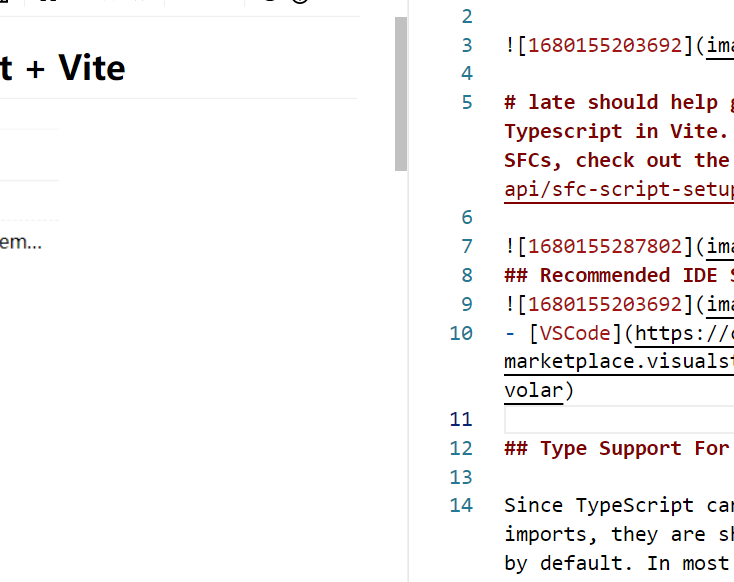 t + Vite
em...
2
3 ![1680155203692](ima
4
5 # late should help g
Typescript in Vite.
SFCs, check out the
api/sfc-script-setup
6
7 ![1680155287802](ima
8 ## Recommended IDE S
9 ![1680155203692](ima
10 - [VSCode](https://c
marketplace.visualst
volar)
11
12 ## Type Support For
13
14 Since TypeScript can
imports, they are sh
by default. In most